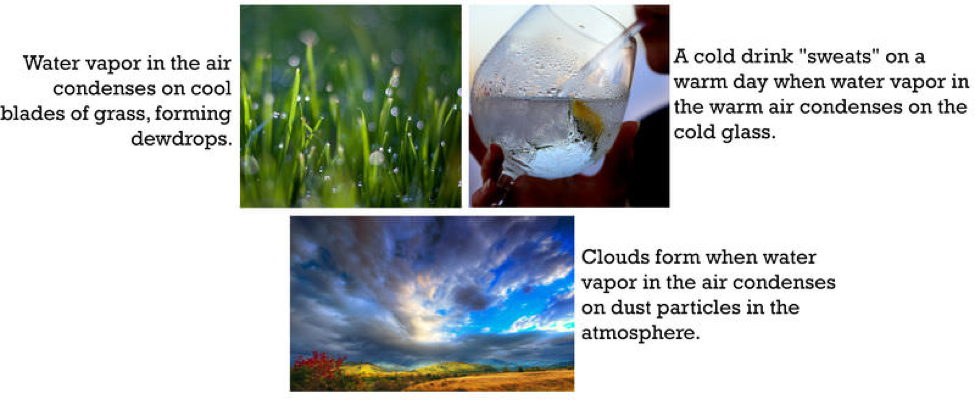 Water vapor in the air
condenses on cool
blades of grass, forming
dewdrops.
A cold drink "sweats" on a
warm day when water vapor in
the warm air condenses on the
cold glass.
Clouds form when water
vapor in the air condenses
on dust particles in the
atmosphere.